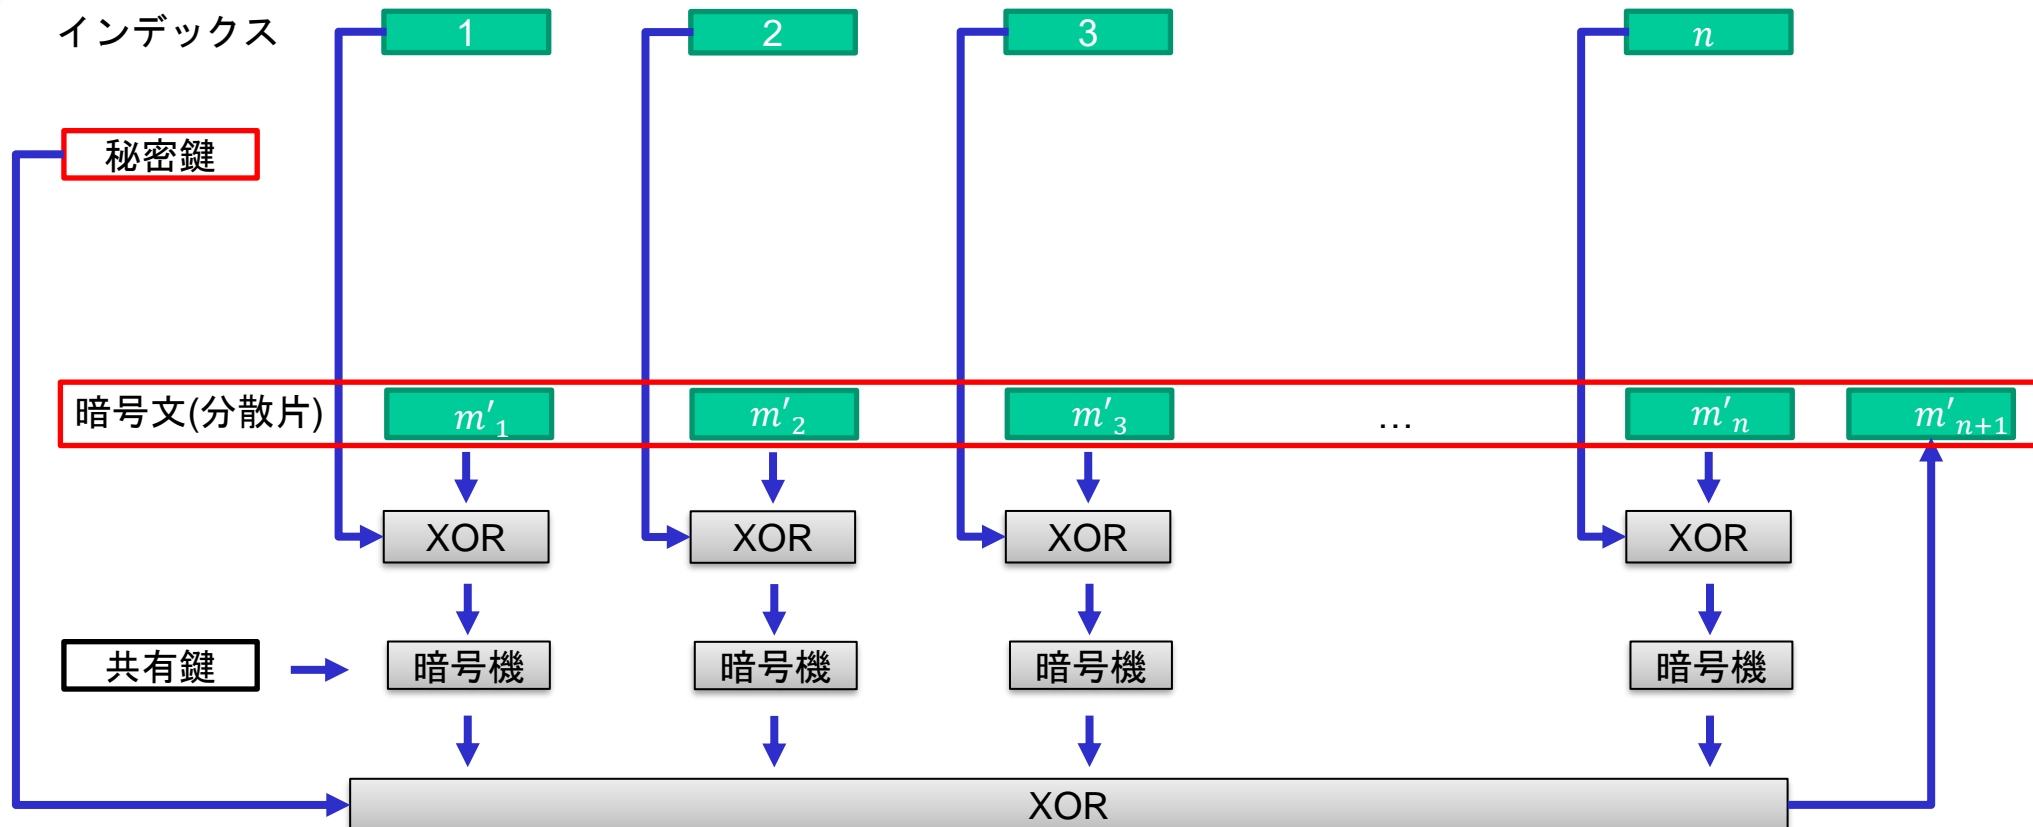 インデックス 1 2 3 n
秘密鍵
暗号文(分散片) m′₁ m′₂ m′₃ … m′ₙ m′ₙ₊₁
XOR XOR XOR XOR
共有鍵 暗号機 暗号機 暗号機 暗号機
XOR